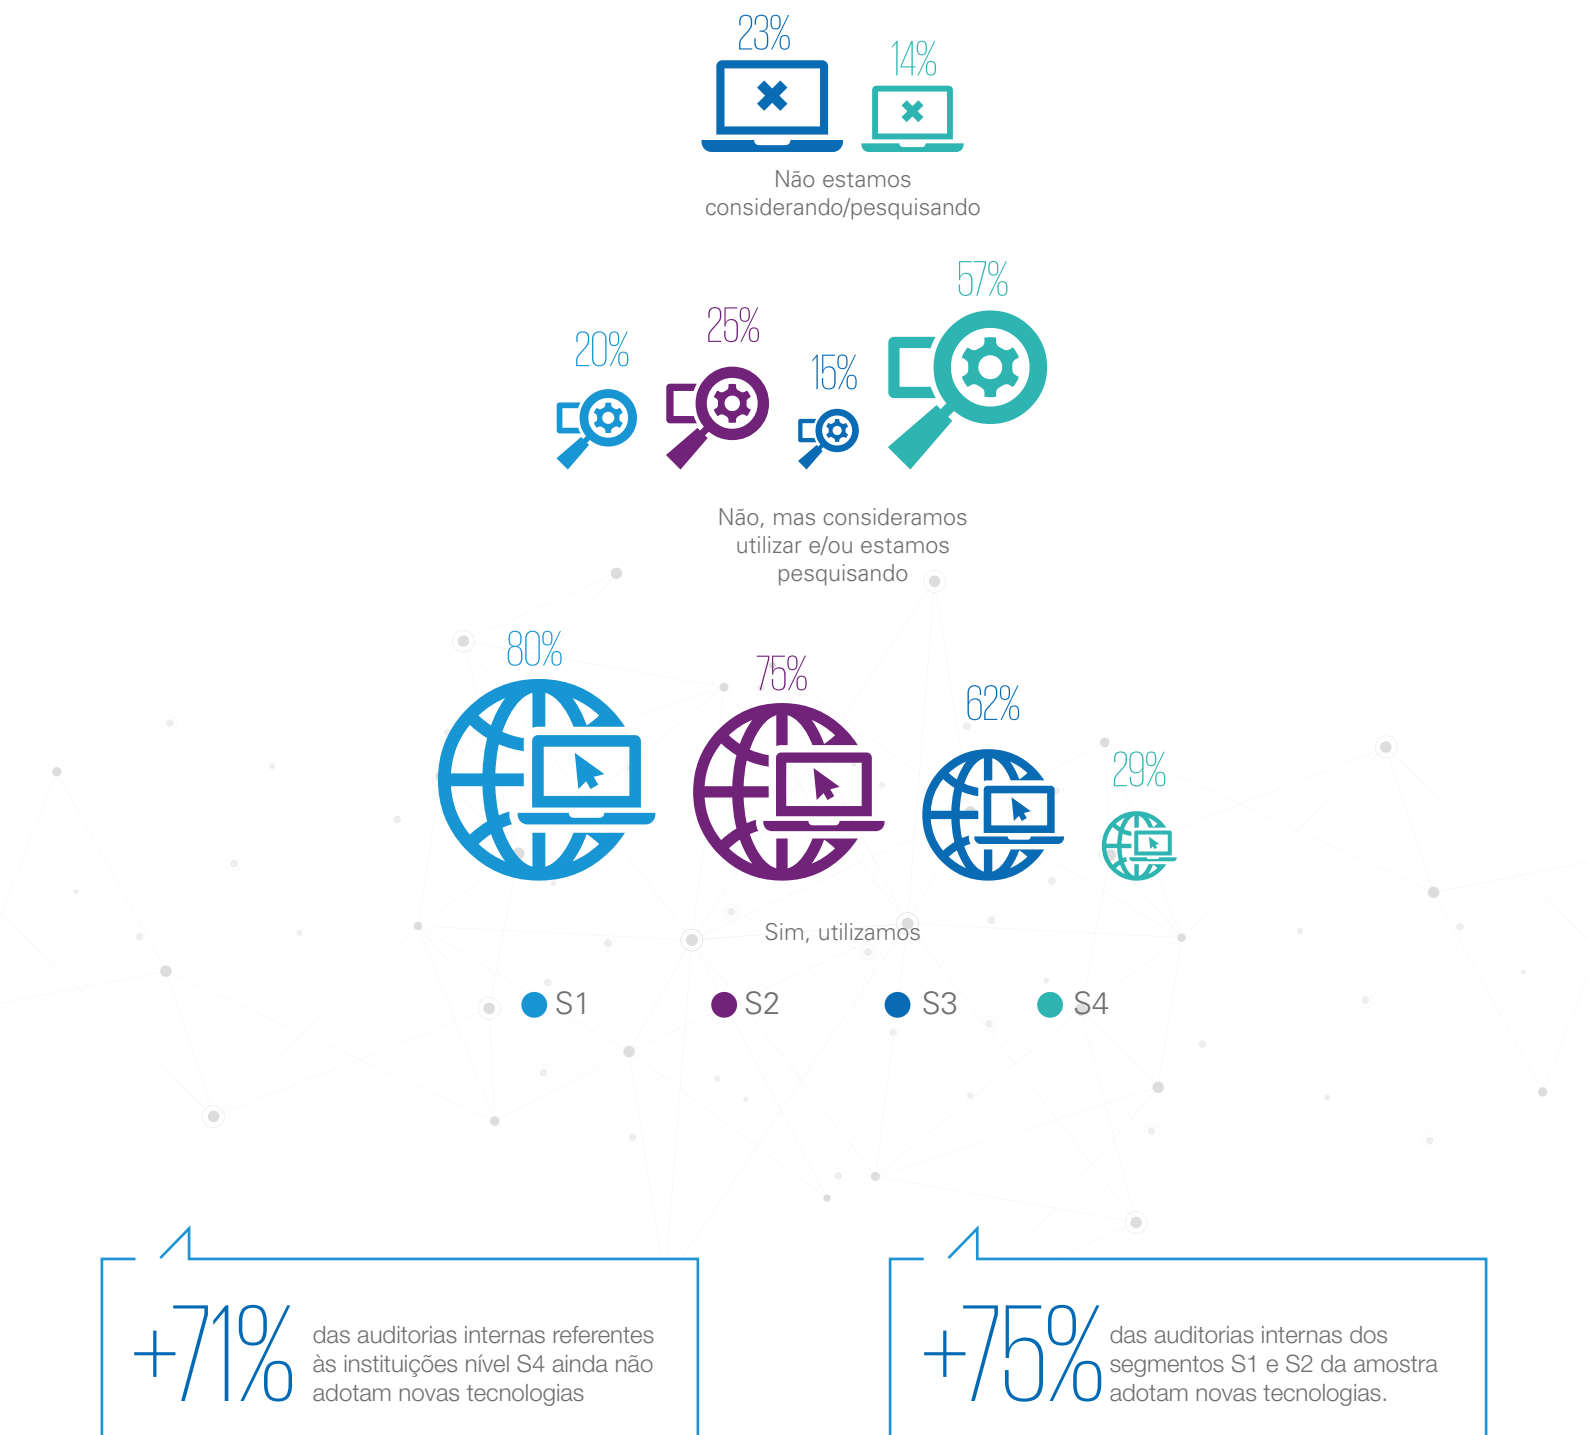 23%
14%
Não estamos
considerando/pesquisando
57%
25%
20%
15%
Não, mas consideramos
utilizar e/ou estamos
pesquisando
80%
75%
62%
29%
Sim, utilizamos
S1
S2
S3
S4
+71%
das auditorias internas referentes
às instituições nível S4 ainda não
adotam novas tecnologias
+75%
das auditorias internas dos
segmentos S1 e S2 da amostra
adotam novas tecnologias.